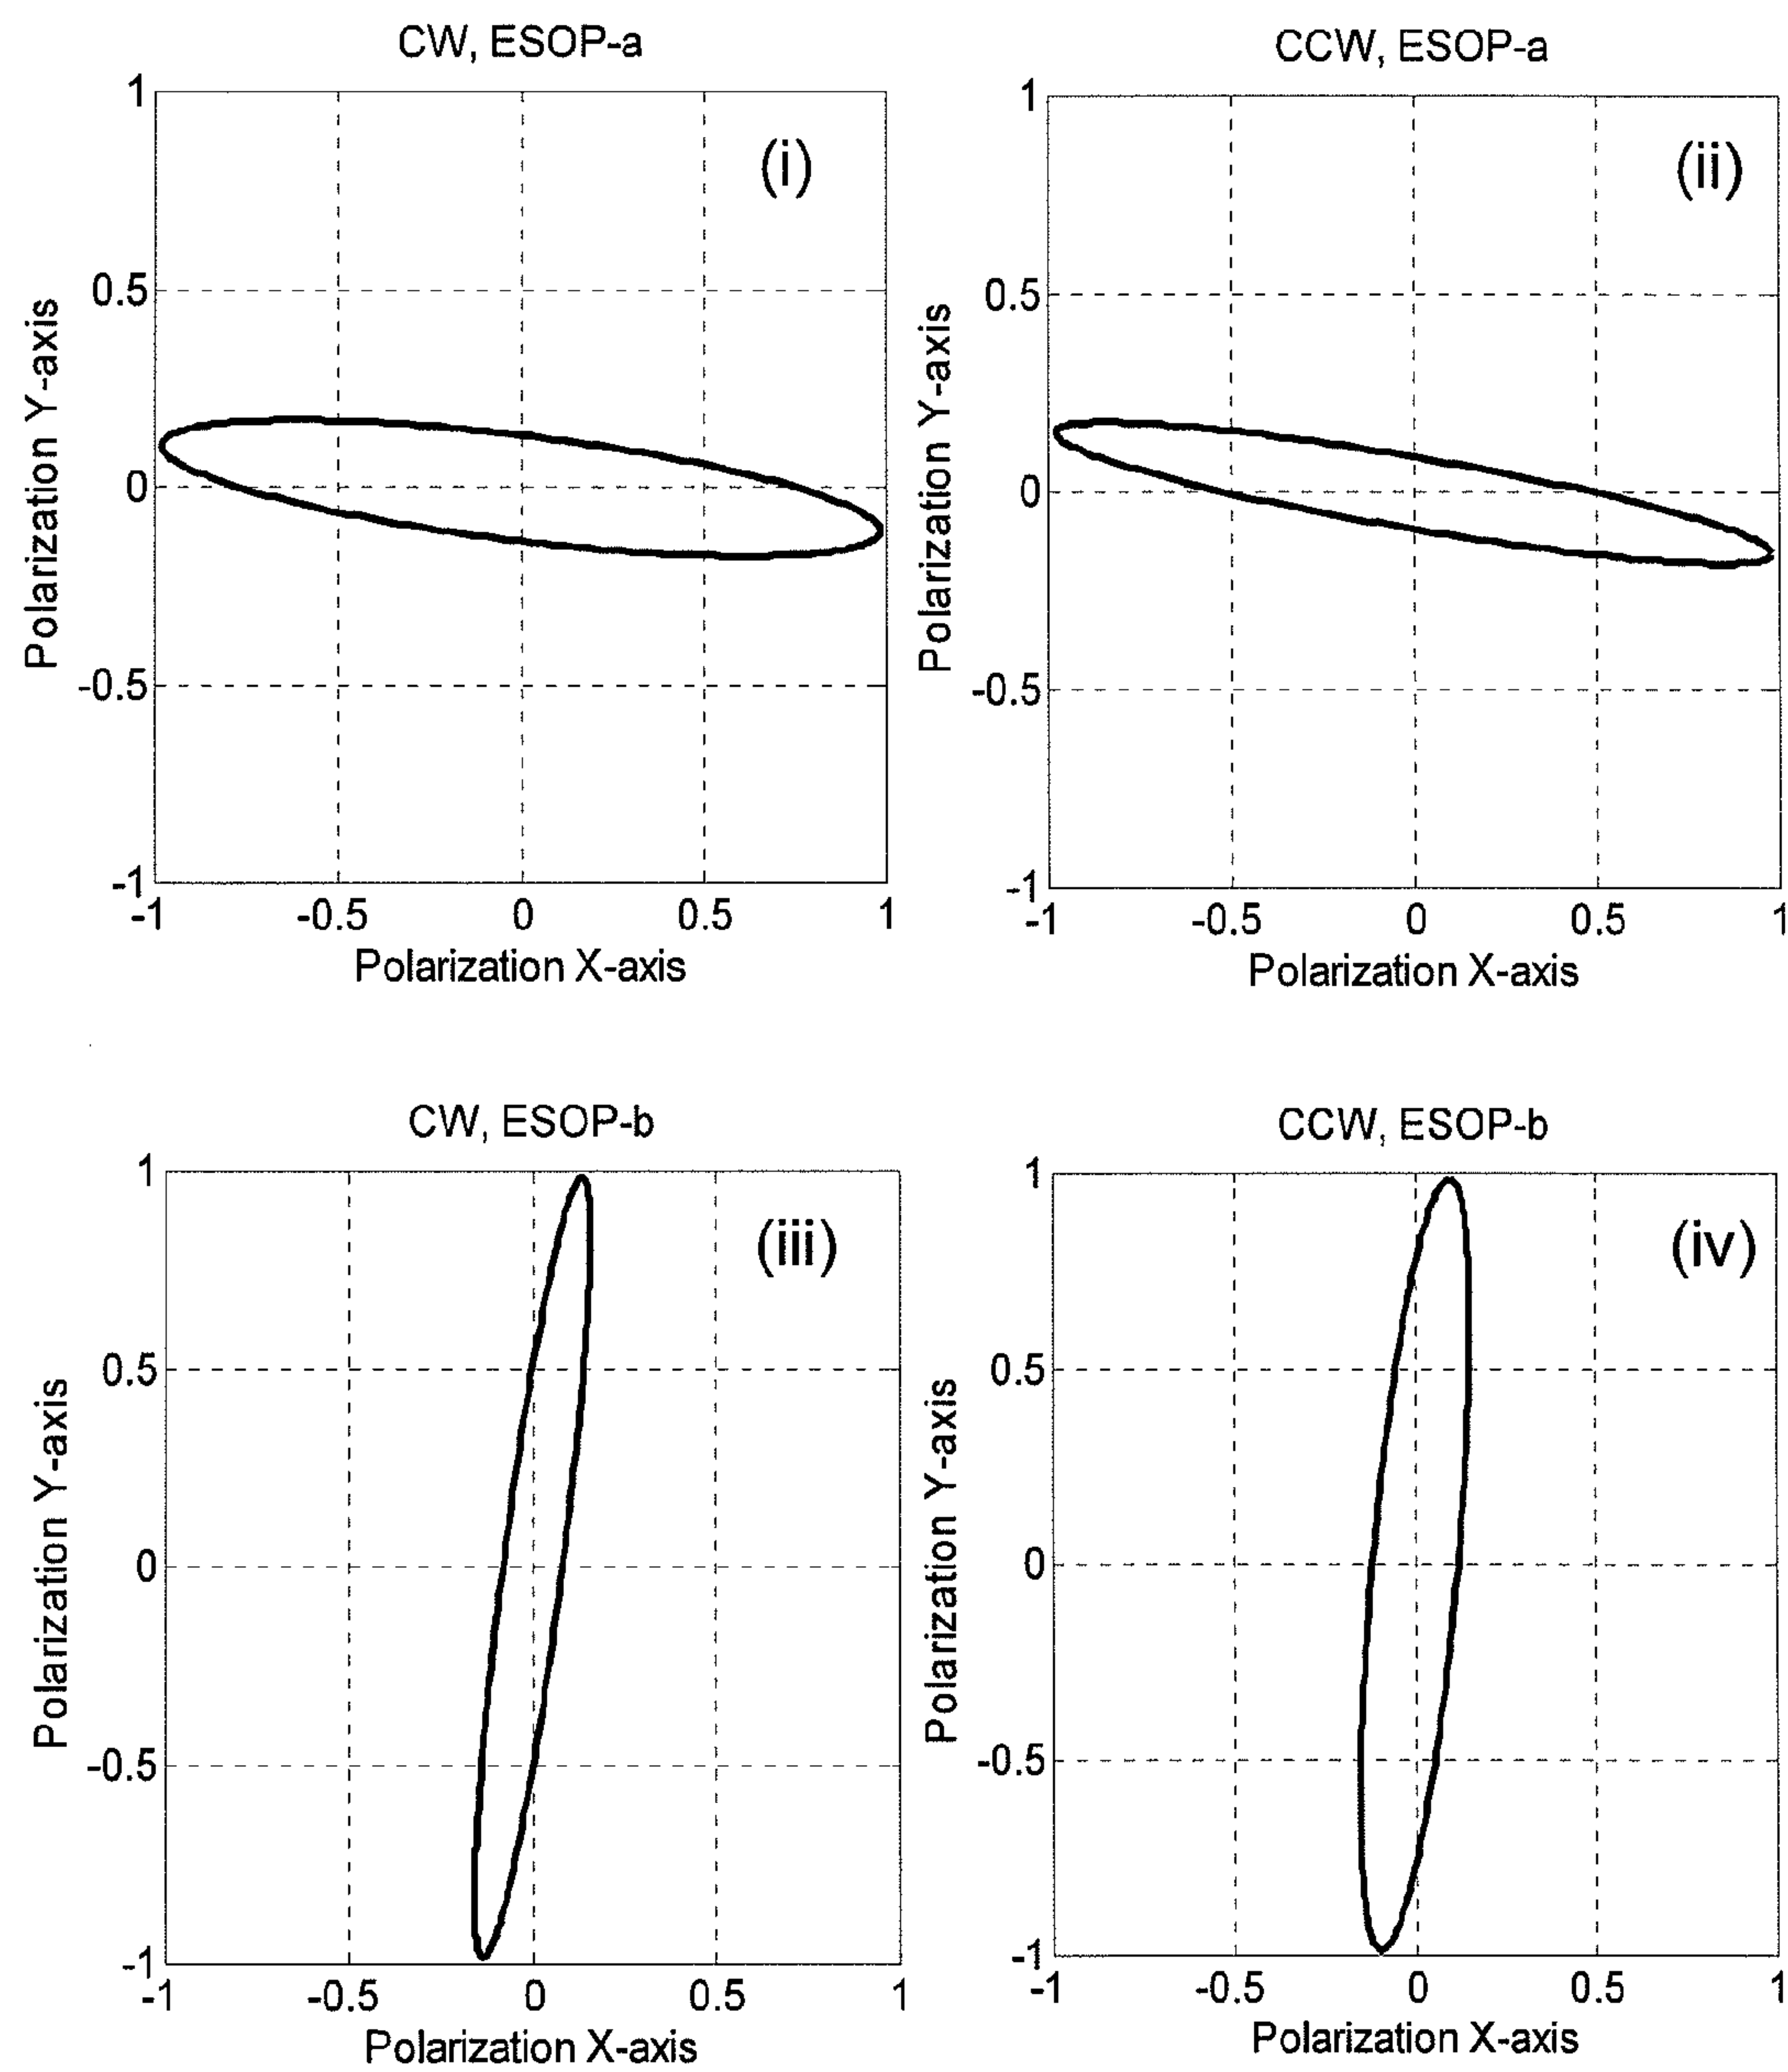 CW, ESOP-a
1
0.5
0
-0.5
-1
-1
-0.5
0
0.5
1
Polarization Y-axis
Polarization X-axis
(i)
CCW, ESOP-a
1
0.5
0
-0.5
-1
-1
-0.5
0
0.5
1
Polarization Y-axis
Polarization X-axis
(ii)
CW, ESOP-b
1
0.5
0
-0.5
-1
-1
-0.5
0
0.5
1
Polarization Y-axis
Polarization X-axis
(iii)
CCW, ESOP-b
1
0.5
0
-0.5
-1
-1
-0.5
0
0.5
1
Polarization Y-axis
Polarization X-axis
(iv)